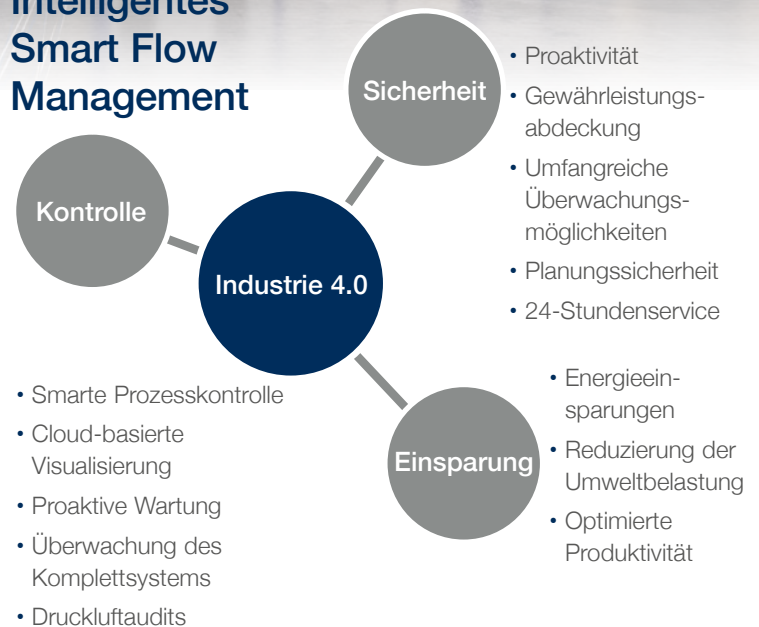 Intelligentes
Smart Flow
Management
Sicherheit
• Proaktivität
• Gewährleistungs-
abdeckung
• Umfangreiche
Überwachungs-
möglichkeiten
• Planungssicherheit
• 24-Stundenservice
Kontrolle
Industrie 4.0
• Smarte Prozesskontrolle
• Cloud-basierte
Visualisierung
• Proaktive Wartung
• Überwachung des
Komplettsystems
• Druckluftaudits
Einsparung
• Energieein-
sparungen
• Reduzierung der
Umweltbelastung
• Optimierte
Produktivität